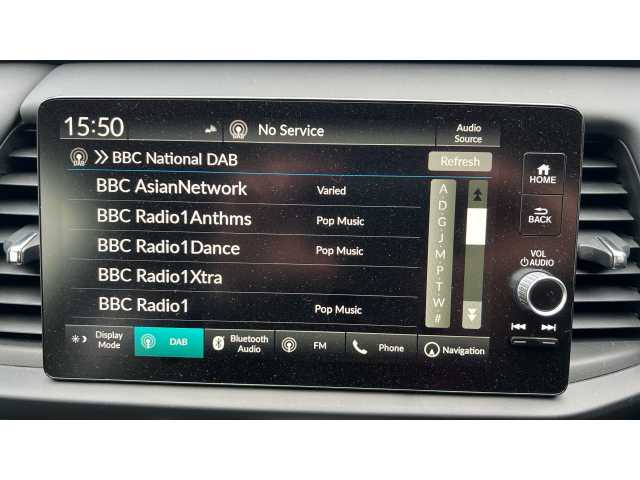 15:50
DAB
No Service
Audio Source
DAB
BBC National DAB
Refresh
BBC AsianNetwork Varied
BBC Radio1Anthms Pop Music
BBC Radio1Dance Pop Music
BBC Radio1Xtra
BBC Radio1 Pop Music
A
D
G
J
M
P
T
W
#
HOME
BACK
VOL
AUDIO
Display Mode
DAB
Bluetooth Audio
FM
Phone
Navigation